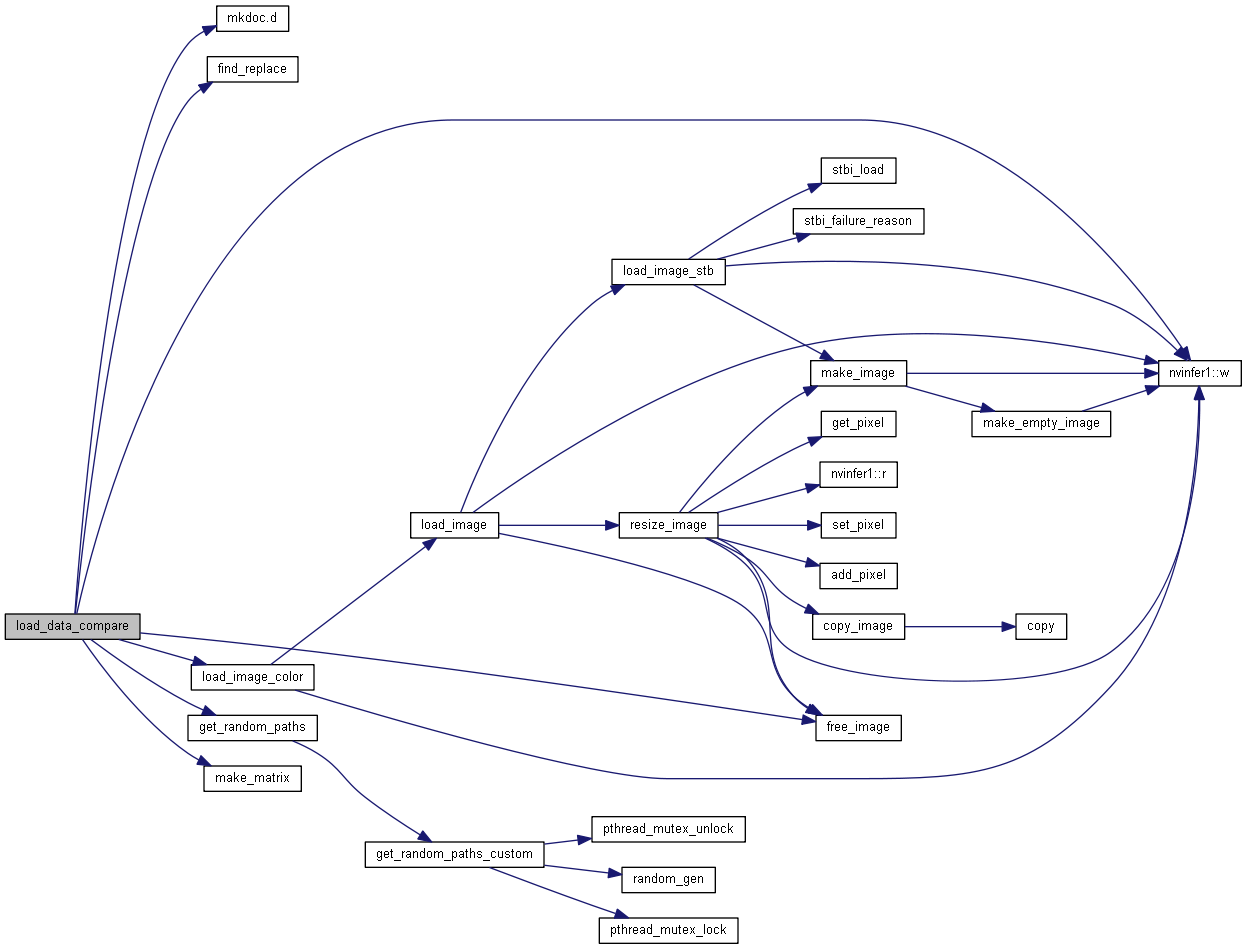 mkdoc.d
find_replace
stbi_load
stbi_failure_reason
load_image_stb
make_image
nvinfer1::w
get_pixel
make_empty_image
nvinfer1::r
load_image
resize_image
set_pixel
add_pixel
load_data_compare
copy_image
copy
load_image_color
get_random_paths
free_image
make_matrix
pthread_mutex_unlock
get_random_paths_custom
random_gen
pthread_mutex_lock